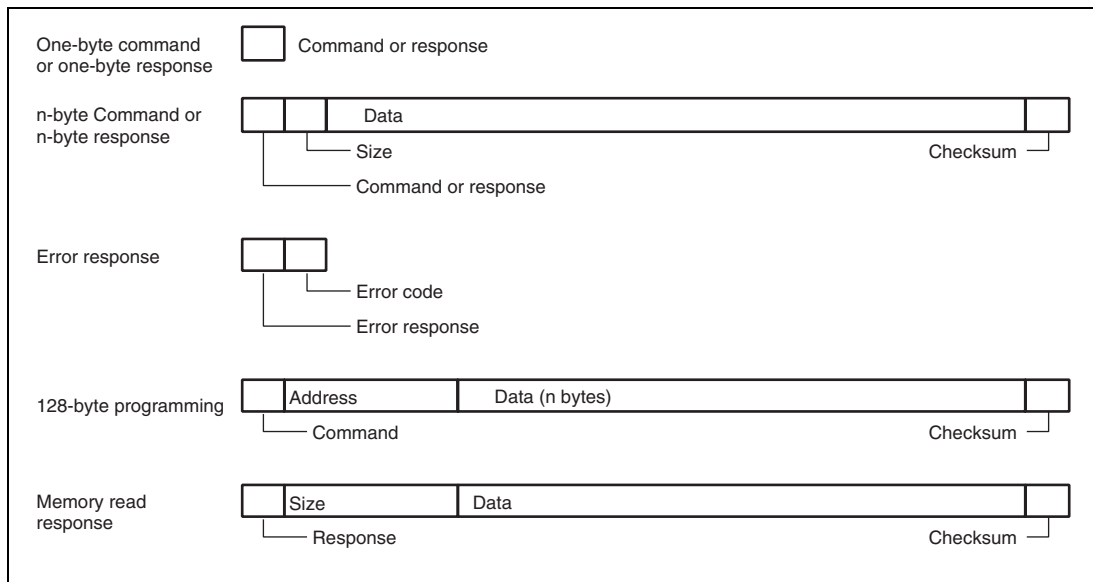 One-byte command
or one-byte response
Command or response
n-byte Command or
n-byte response
Data
Size
Checksum
Command or response
Error response
Error code
Error response
128-byte programming
Address
Data (n bytes)
Command
Checksum
Memory read
response
Size
Data
Response
Checksum